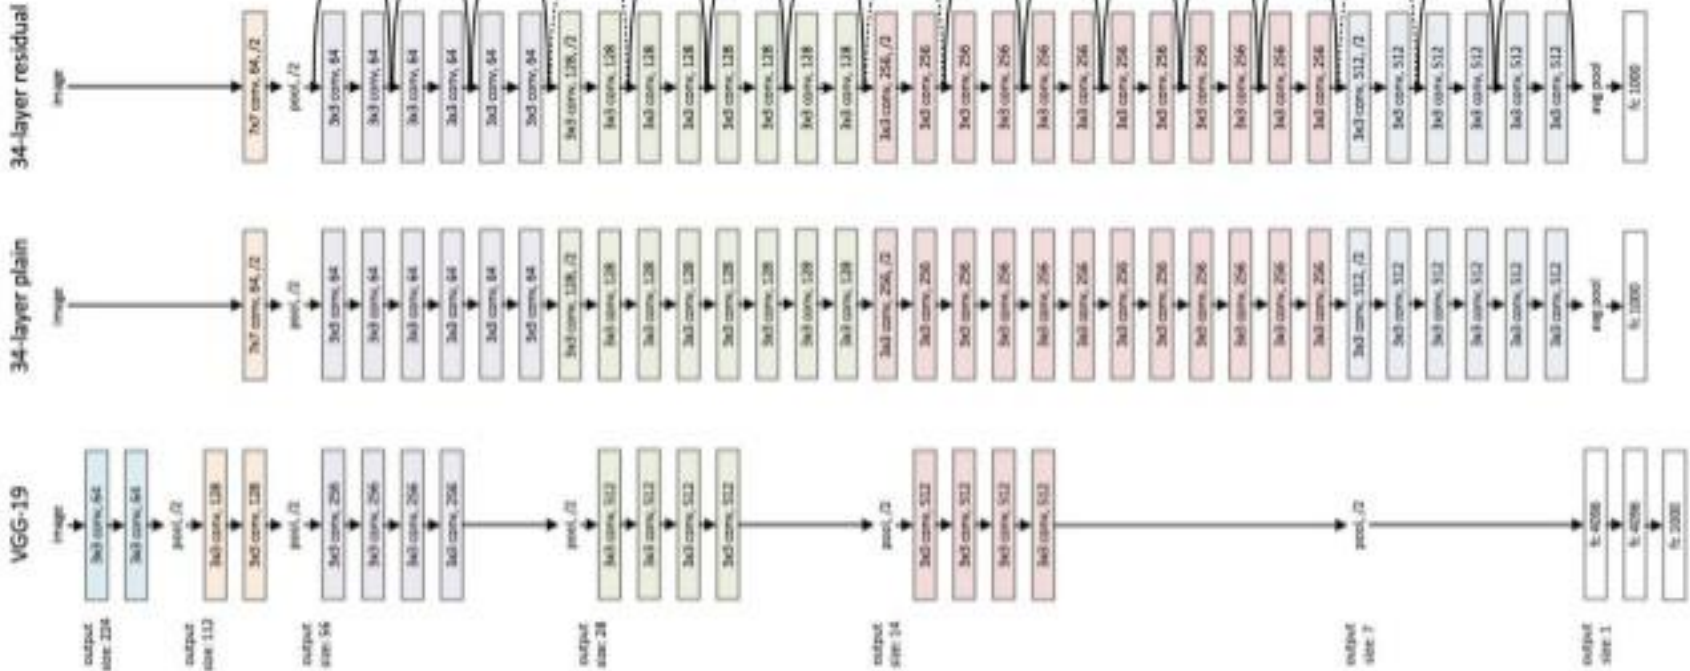 34-layer residual
image
7x7 conv, 64, /2
pool, /2
3x3 conv, 64
3x3 conv, 64
3x3 conv, 64
3x3 conv, 64
3x3 conv, 64
3x3 conv, 64
3x3 conv, 128, /2
3x3 conv, 128
3x3 conv, 128
3x3 conv, 128
3x3 conv, 128
3x3 conv, 128
3x3 conv, 128
3x3 conv, 128
3x3 conv, 256, /2
3x3 conv, 256
3x3 conv, 256
3x3 conv, 256
3x3 conv, 256
3x3 conv, 256
3x3 conv, 256
3x3 conv, 256
3x3 conv, 256
3x3 conv, 256
3x3 conv, 256
3x3 conv, 256
3x3 conv, 512, /2
3x3 conv, 512
3x3 conv, 512
3x3 conv, 512
3x3 conv, 512
3x3 conv, 512
avg pool
fc 1000
34-layer plain
image
7x7 conv, 64, /2
pool, /2
3x3 conv, 64
3x3 conv, 64
3x3 conv, 64
3x3 conv, 64
3x3 conv, 64
3x3 conv, 64
3x3 conv, 128, /2
3x3 conv, 128
3x3 conv, 128
3x3 conv, 128
3x3 conv, 128
3x3 conv, 128
3x3 conv, 128
3x3 conv, 128
3x3 conv, 256, /2
3x3 conv, 256
3x3 conv, 256
3x3 conv, 256
3x3 conv, 256
3x3 conv, 256
3x3 conv, 256
3x3 conv, 256
3x3 conv, 256
3x3 conv, 256
3x3 conv, 256
3x3 conv, 256
3x3 conv, 512, /2
3x3 conv, 512
3x3 conv, 512
3x3 conv, 512
3x3 conv, 512
3x3 conv, 512
avg pool
fc 1000
VGG-19
image
3x3 conv, 64
3x3 conv, 64
pool, /2
3x3 conv, 128
3x3 conv, 128
pool, /2
3x3 conv, 256
3x3 conv, 256
3x3 conv, 256
3x3 conv, 256
pool, /2
3x3 conv, 512
3x3 conv, 512
3x3 conv, 512
3x3 conv, 512
pool, /2
3x3 conv, 512
3x3 conv, 512
3x3 conv, 512
3x3 conv, 512
pool, /2
fc 4096
fc 4096
fc 1000
output
size: 224
output
size: 112
output
size: 56
output
size: 28
output
size: 14
output
size: 7
output
size: 1